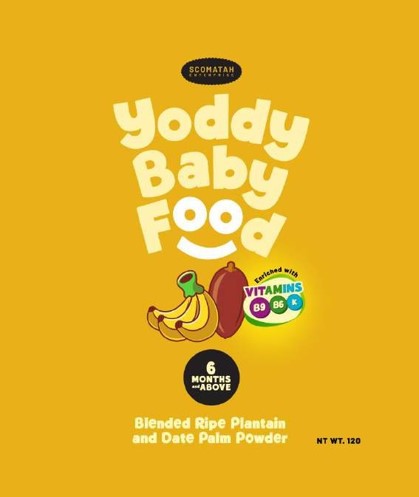 SCOMATAH
ENTERPRISE
Yoddy
Baby
Food
Enriched with
VITAMINS
B9 B6 K
6
MONTHS
and ABOVE
Blended Ripe Plantain
and Date Palm Powder
NT WT. 120